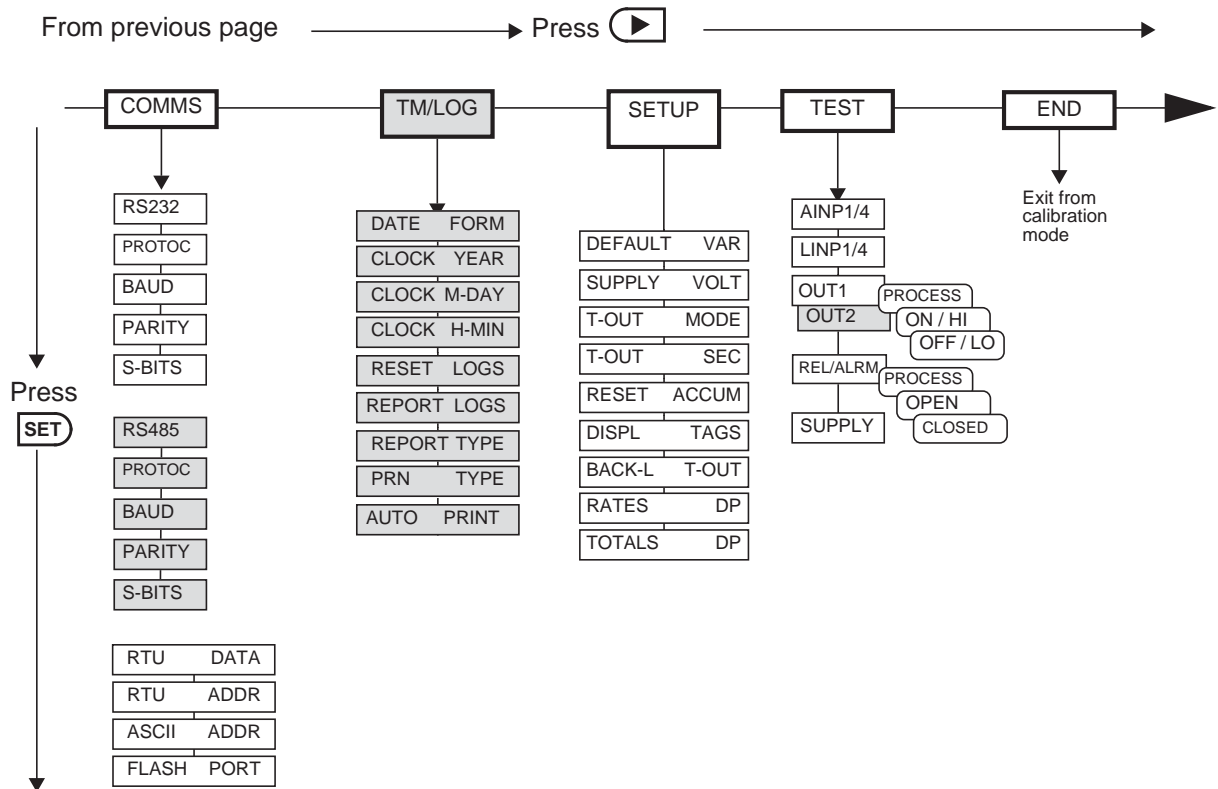 From previous page
Press
COMMS
TM/LOG
SETUP
TEST
END
Press
SET
RS232
PROTOC
BAUD
PARITY
S-BITS
RS485
PROTOC
BAUD
PARITY
S-BITS
RTU DATA
RTU ADDR
ASCII ADDR
FLASH PORT
DATE FORM
CLOCK YEAR
CLOCK M-DAY
CLOCK H-MIN
RESET LOGS
REPORT LOGS
REPORT TYPE
PRN TYPE
AUTO PRINT
DEFAULT VAR
SUPPLY VOLT
T-OUT MODE
T-OUT SEC
RESET ACCUM
DISPL TAGS
BACK-L T-OUT
RATES DP
TOTALS DP
AINP1/4
LINP1/4
OUT1
OUT2
PROCESS
ON / HI
OFF / LO
REL/ALRM
PROCESS
OPEN
CLOSED
SUPPLY
Exit from
calibration
mode